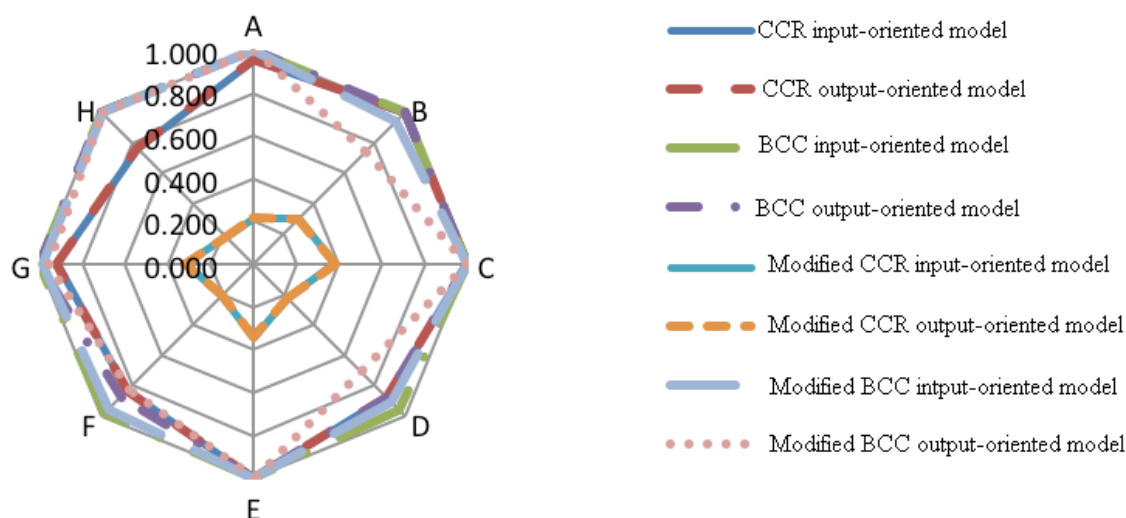 A
1.000
0.800
0.600
0.400
0.200
0.000
B
C
D
E
F
G
H
CCR input-oriented model
CCR output-oriented model
BCC input-oriented model
BCC output-oriented model
Modified CCR input-oriented model
Modified CCR output-oriented model
Modified BCC intput-oriented model
Modified BCC output-oriented model